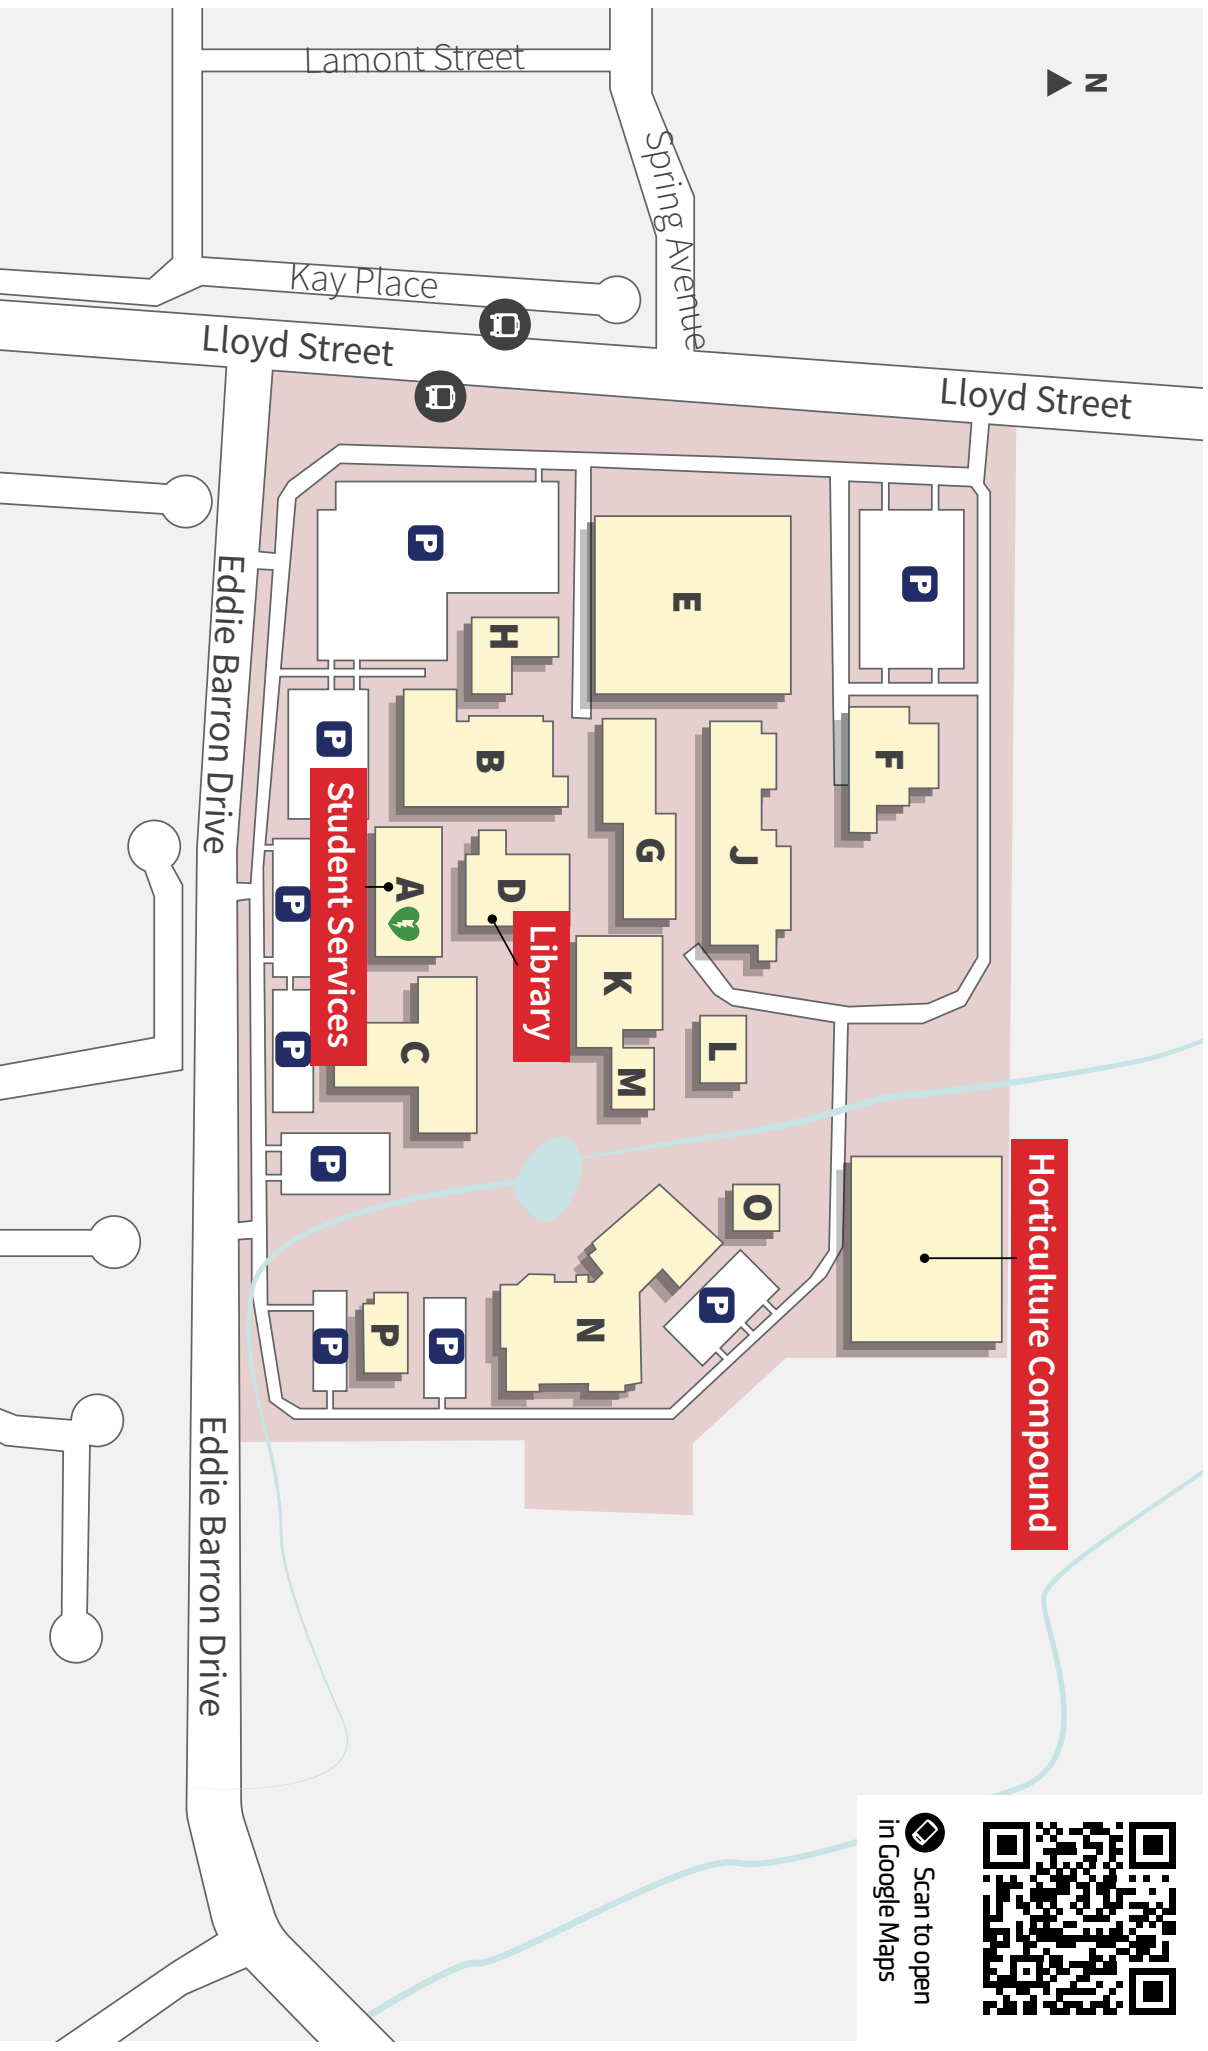 N
Lamont Street
Spring Avenue
Kay Place
Lloyd Street
Lloyd Street
Eddie Barron Drive
Eddie Barron Drive
P
P
E
H
P
B
F
G
J
A
D
Student Services
Library
P
P
K
C
L
M
P
O
Horticulture Compound
P
N
P
P
P
Scan to open
in Google Maps